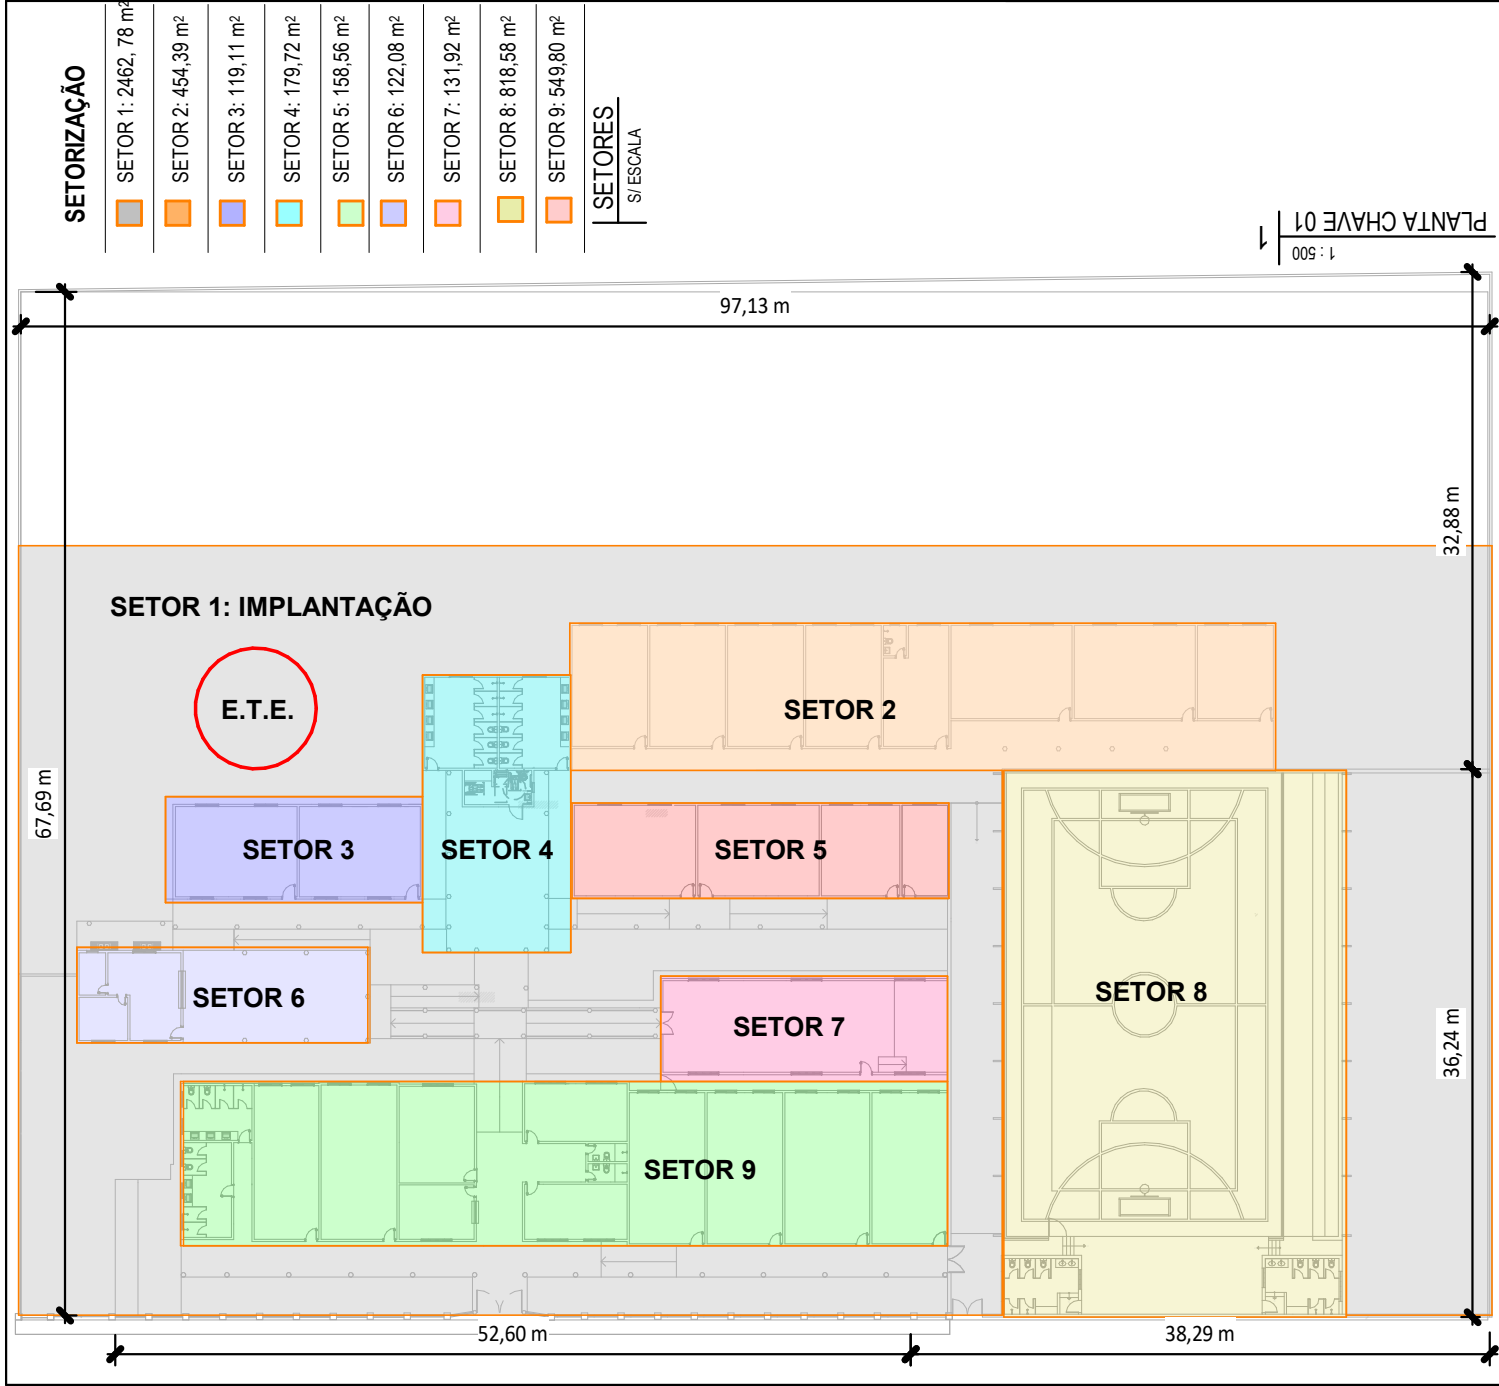 SETORIZAÇÃO
SETOR 1: 2462, 78 m²
SETOR 2: 454,39 m²
SETOR 3: 119,11 m²
SETOR 4: 179,72 m²
SETOR 5: 158,56 m²
SETOR 6: 122,08 m²
SETOR 7: 131,92 m²
SETOR 8: 818,58 m²
SETOR 9: 549,80 m²
SETORES
S/ ESCALA
PLANTA CHAVE 01
1 : 500
1
97,13 m
32,88 m
SETOR 1: IMPLANTAÇÃO
E.T.E.
SETOR 2
67,69 m
SETOR 3
SETOR 4
SETOR 5
SETOR 6
SETOR 7
SETOR 8
36,24 m
SETOR 9
52,60 m
38,29 m